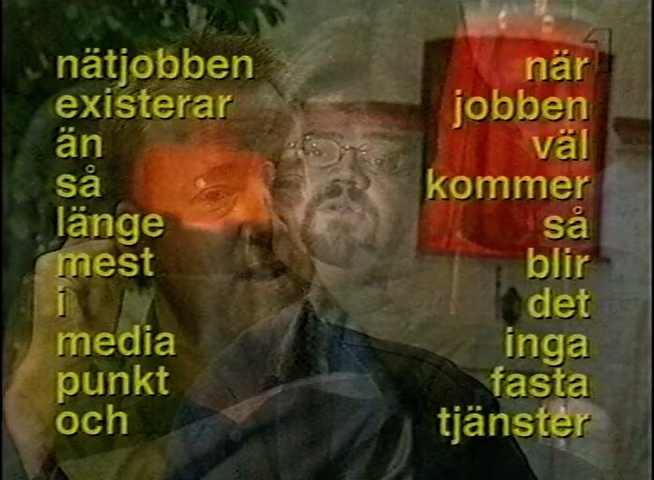 nätjobben
existerar
än
så
länge
mest
i
media
punkt
och
när
jobben
väl
kommer
så
blir
det
inga
fasta
tjänster
1